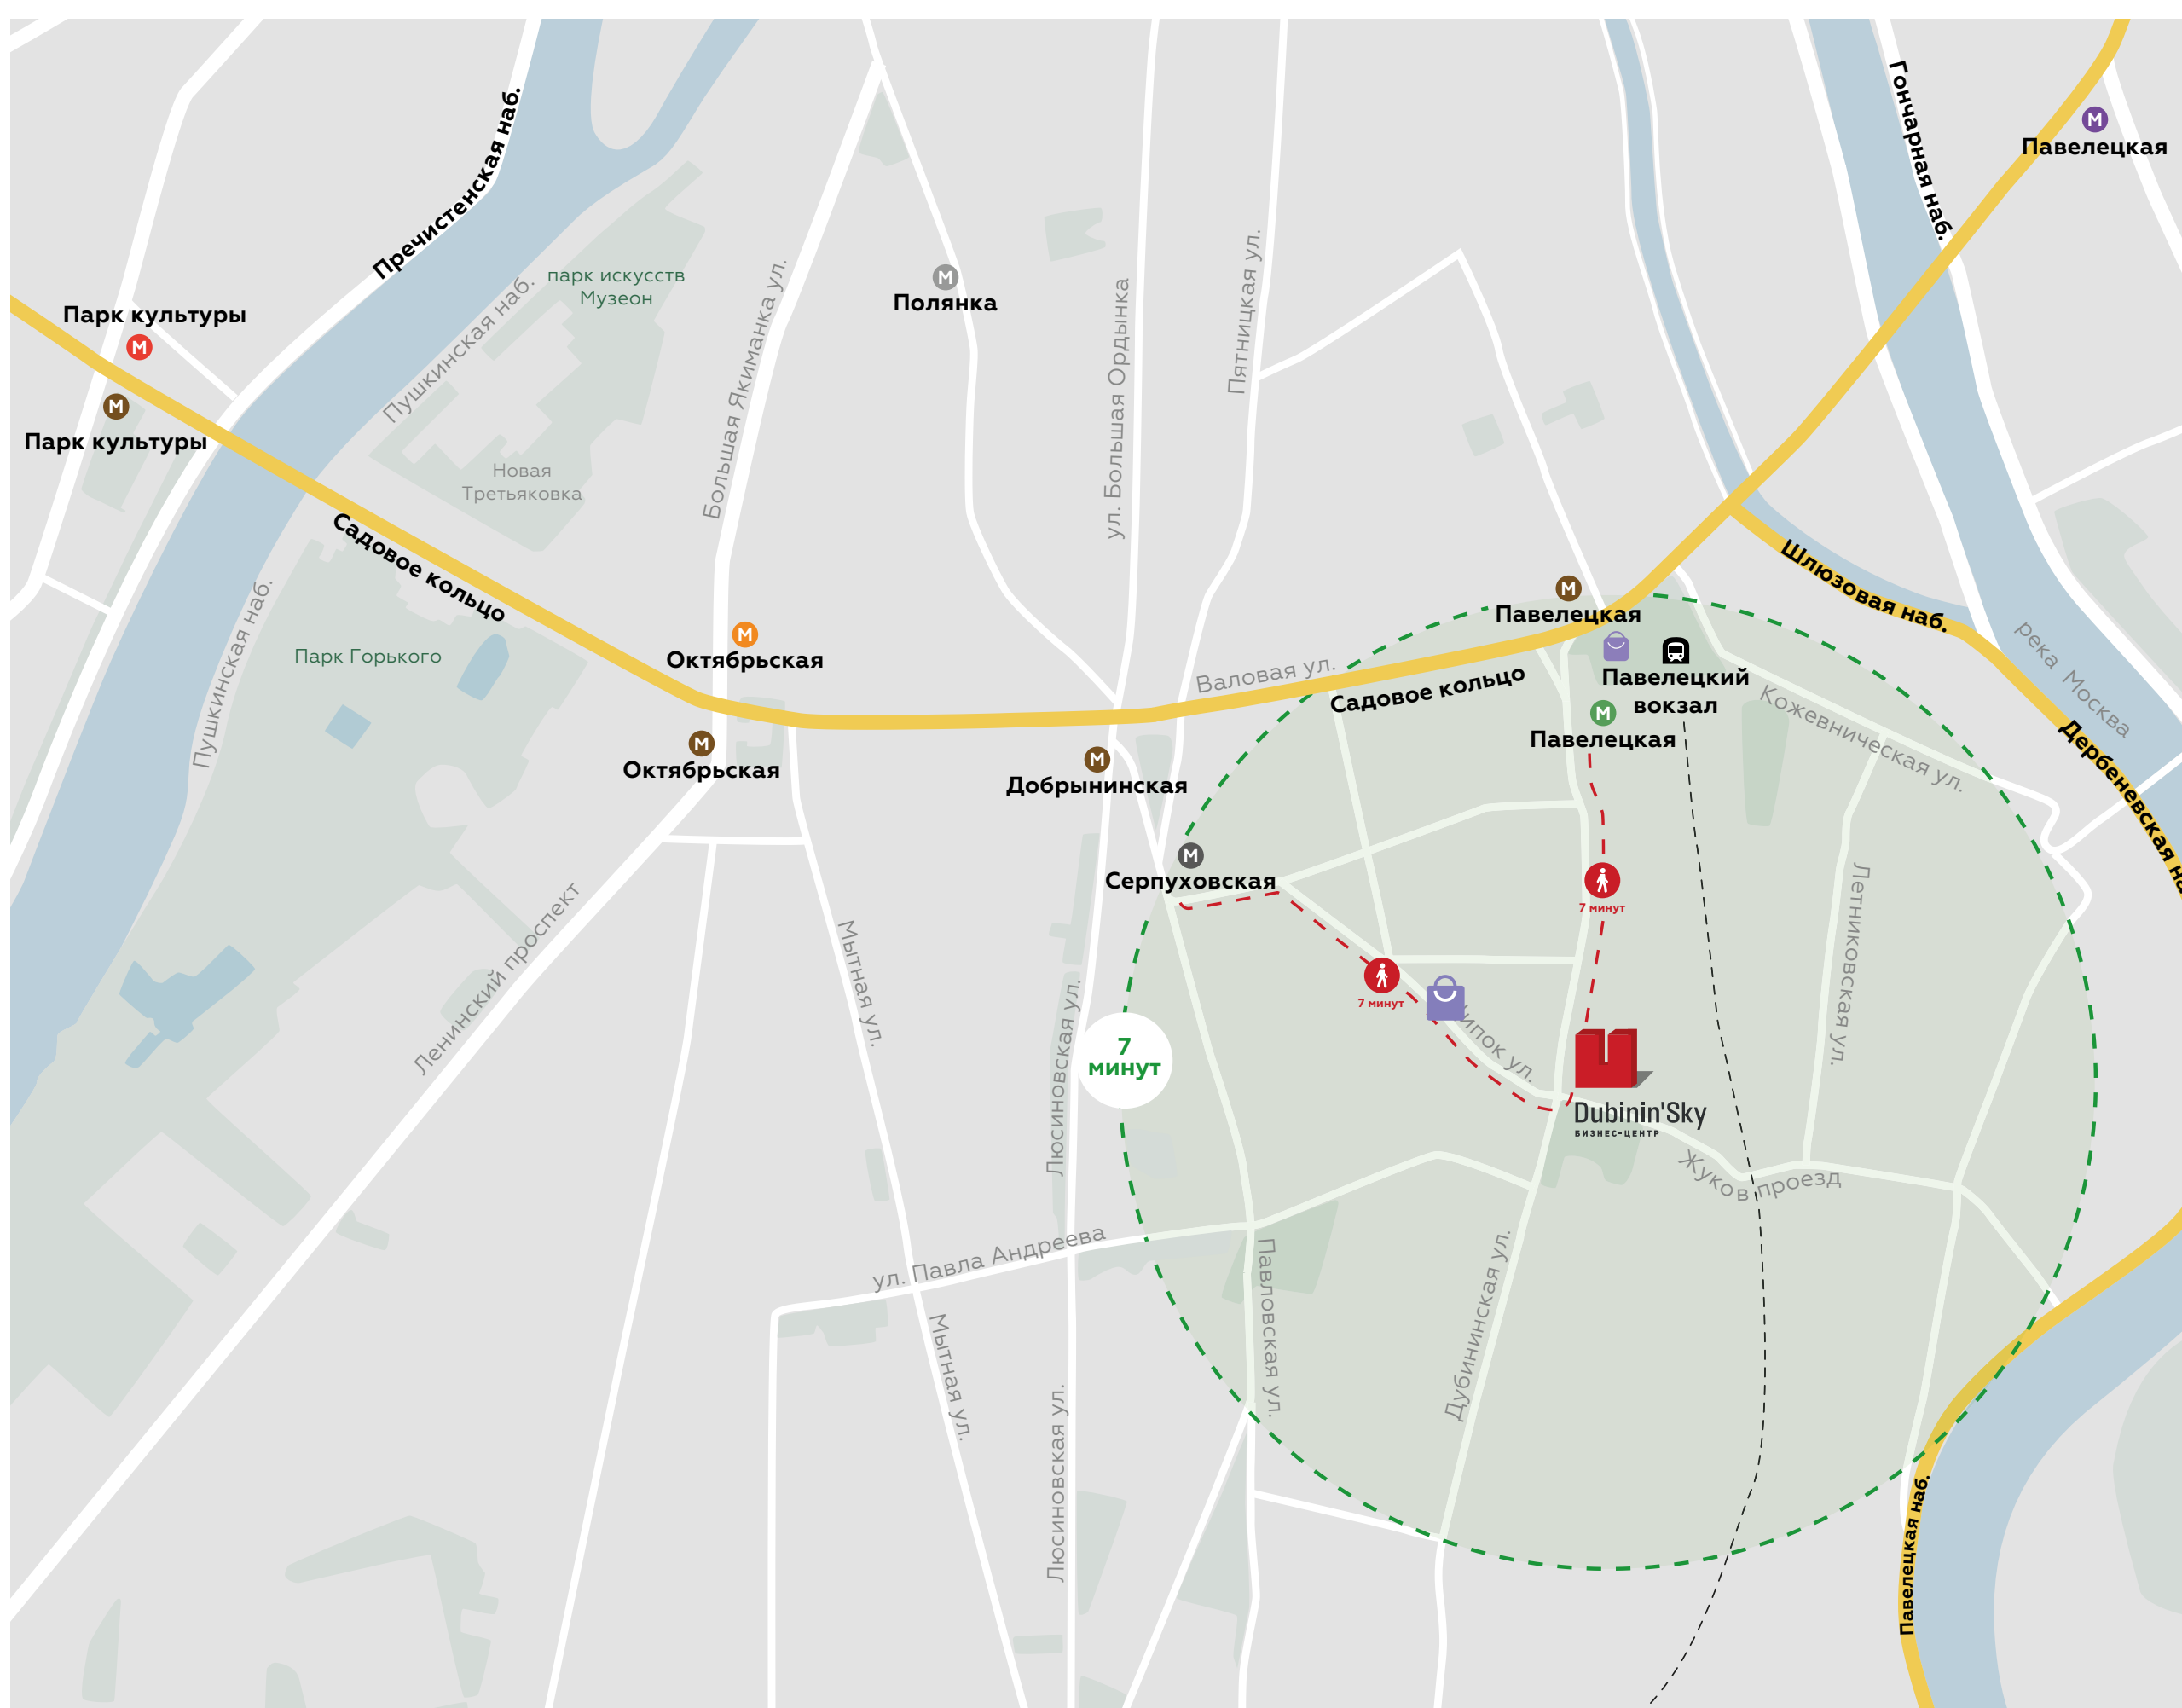 Пречистенская наб.
Гончарная наб.
М
Павелецкая
парк искусств
Музеон
Пушкинская наб.
Большая Якиманка ул.
М
Полянка
ул. Большая Ордынка
Пятницкая ул.
Парк культуры
М
М
Парк культуры
Новая
Третьяковка
Садовое кольцо
Шлюзовая наб.
М
Павелецкая
Пушкинская наб.
Парк Горького
М
Октябрьская
Валовая ул.
Садовое кольцо
Павелецкий
вокзал
М
Павелецкая
Кожевническая ул.
река Москва
Дербеневская на
М
Октябрьская
М
Добрынинская
М
Серпуховская
7 минут
Летниковская ул.
Ленинский проспект
Мытная ул.
Люсиновская ул.
7 минут
ипок ул.
7
минут
Dubinin'Sky
БИЗНЕС-ЦЕНТР
Жуков проезд
ул. Павла Андреева
Павловская ул.
Дубининская ул.
Мытная ул.
Люсиновская ул.
Павелецкая наб.